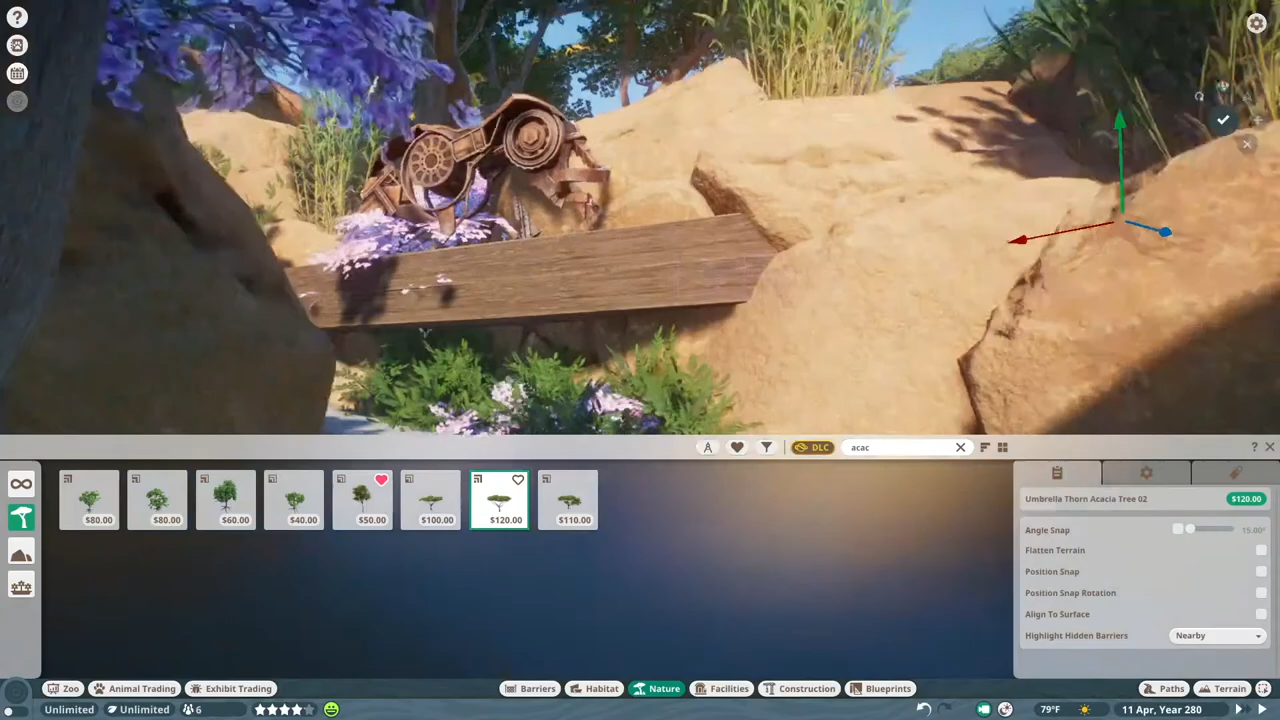 DLC
acac
?
$80.00
$80.00
$60.00
$40.00
$50.00
$100.00
$120.00
$110.00
Umbrella Thorn Acacia Tree 02
$120.00
Angle Snap
15.00°
Flatten Terrain
Position Snap
Position Snap Rotation
Align To Surface
Highlight Hidden Barriers
Nearby
Zoo
Animal Trading
Exhibit Trading
Barriers
Habitat
Nature
Facilities
Construction
Blueprints
Paths
Terrain
Unlimited
Unlimited
6
79°F
11 Apr, Year 280